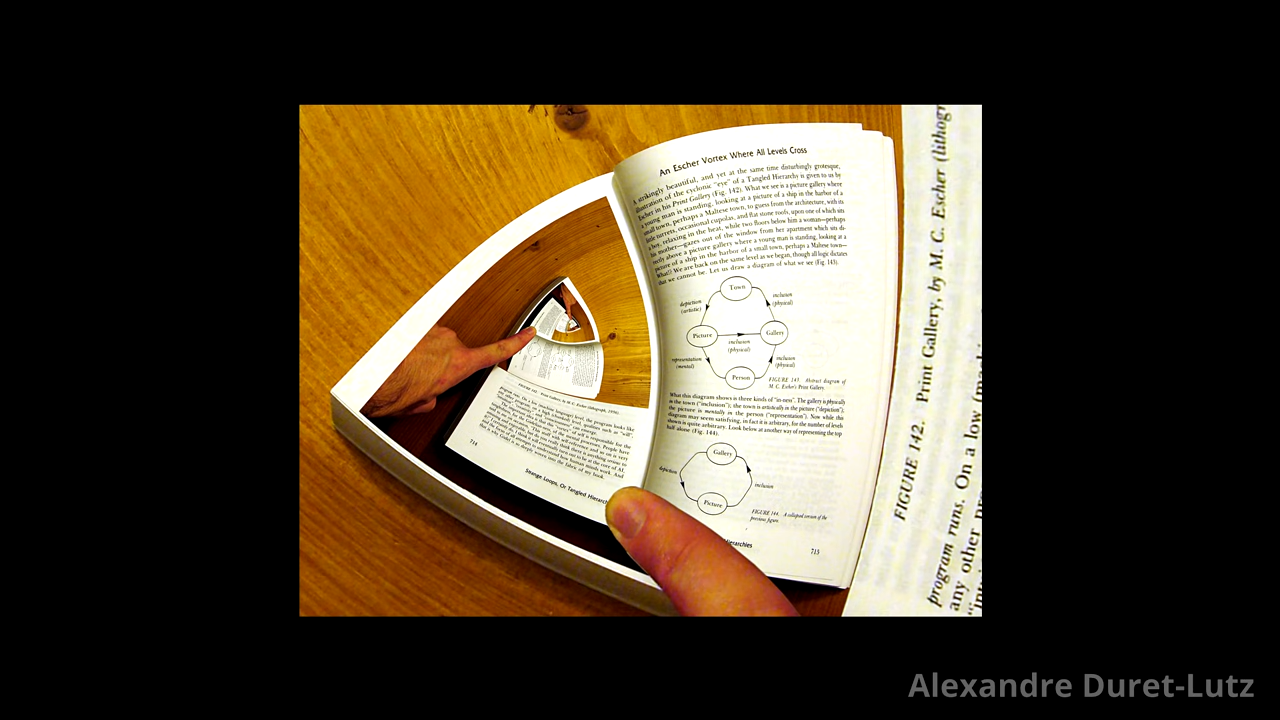 An Escher Vortex Where All Levels Cross
A strikingly beautiful, and yet at the same time disturbingly grotesque,
illustration of the cyclonic "eye" of a Tangled Hierarchy is given to us by
Escher in his Print Gallery (Fig. 142). What we see is a picture gallery where
a young man is standing, looking at a picture of a ship in the harbor of a
small town, perhaps a Maltese town, to guess from the architecture, with its
little turrets, occasional cupolas, and flat stone roofs, upon one of which sits
a boy, relaxing in the heat, while two floors below him a woman—perhaps
his mother—gazes out of the window from her apartment which sits di-
rectly above a picture gallery where a young man is standing, looking at a
picture of a ship in the harbor of a small town, perhaps a Maltese town—
What!? We are back on the same level as we began, though all logic dictates
that we cannot be. Let us draw a diagram of what we see (Fig. 143).
Town
depiction
(artistic)
inclusion
(physical)
Picture
inclusion
(physical)
Gallery
representation
(mental)
inclusion
(physical)
Person
FIGURE 143. Abstract diagram of
M. C. Escher's Print Gallery.
What this diagram shows is three kinds of "in-ness". The gallery is physically
in the town ("inclusion"); the town is artistically in the picture ("depiction");
the picture is mentally in the person ("representation"). Now while this
diagram may seem satisfying, in fact it is arbitrary, for the number of levels
shown is quite arbitrary. Look below at another way of representing the top
half alone (Fig. 144).
Gallery
depiction
inclusion
Picture
FIGURE 144. A collapsed version of the
previous figure.
Hierarchies
715
714
Strange Loops, Or Tangled Hierarch
FIGURE 142. Print Gallery, by M. C. Escher (lithogr
program runs. On a low (ma
any other pr
Alexandre Duret-Lutz